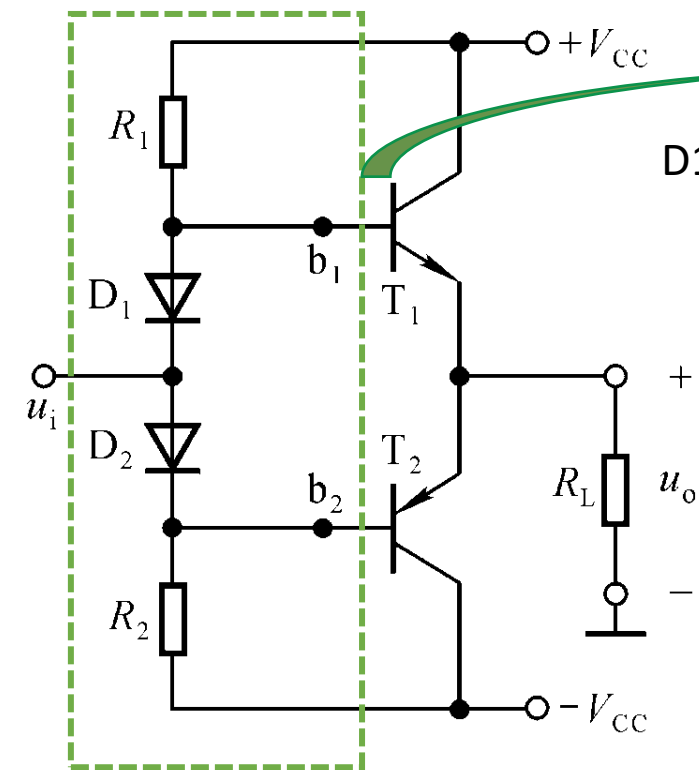 +V_CC
R_1
D1
b_1
D_1
T_1
+
u_i
D_2
T_2
b_2
R_L
u_o
R_2
−
−V_CC